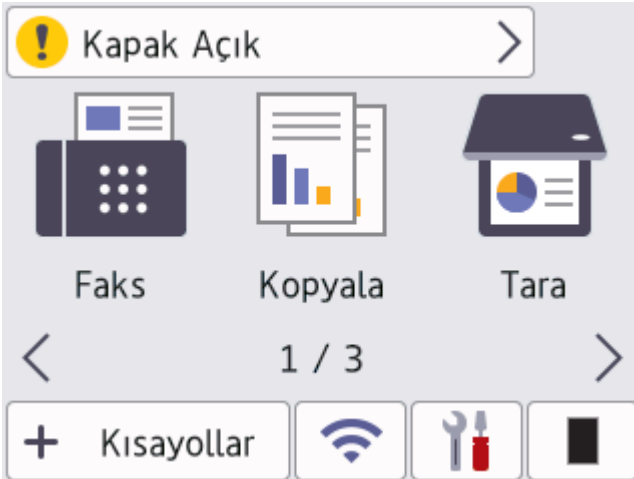 Kapak Açık
Faks Kopyala Tara
1 / 3
+ Kısayollar